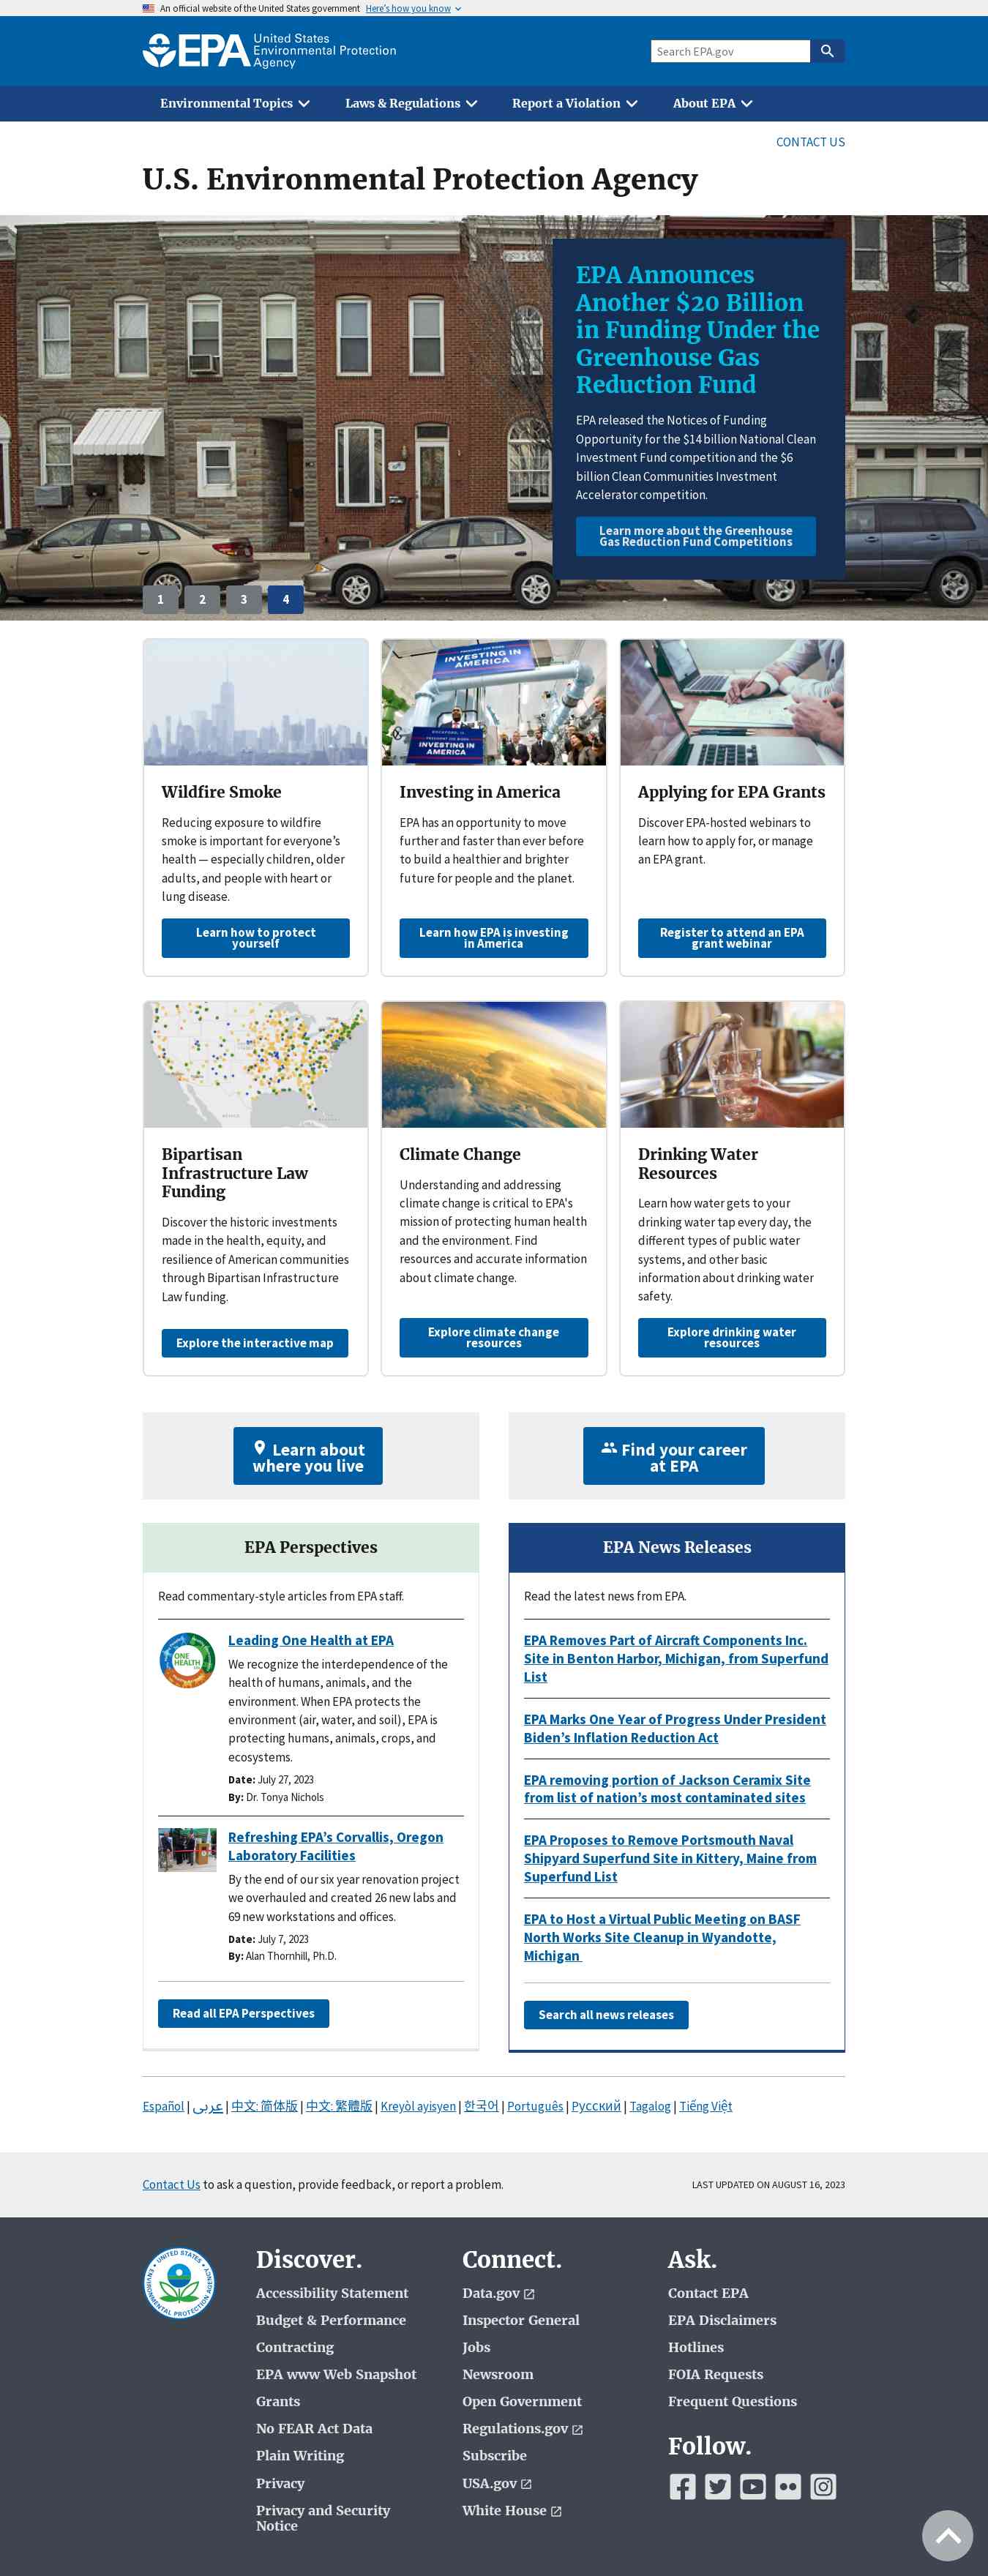 An official website of the United States government Here's how you know
EPA United States
Environmental Protection
Agency
Search EPA.gov
Environmental Topics Laws & Regulations Report a Violation About EPA
CONTACT US
U.S. Environmental Protection Agency
EPA Announces
Another $20 Billion
in Funding Under the
Greenhouse Gas
Reduction Fund
EPA released the Notices of Funding
Opportunity for the $14 billion National Clean
Investment Fund competition and the $6
billion Clean Communities Investment
Accelerator competition.
Learn more about the Greenhouse
Gas Reduction Fund Competitions
1 2 3 4
INVESTING IN
AMERICA
INVESTING IN
AMERICA
Wildfire Smoke
Reducing exposure to wildfire
smoke is important for everyone’s
health — especially children, older
adults, and people with heart or
lung disease.
Learn how to protect
yourself
Investing in America
EPA has an opportunity to move
further and faster than ever before
to build a healthier and brighter
future for people and the planet.
Learn how EPA is investing
in America
Applying for EPA Grants
Discover EPA-hosted webinars to
learn how to apply for, or manage
an EPA grant.
Register to attend an EPA
grant webinar
Bipartisan
Infrastructure Law
Funding
Discover the historic investments
made in the health, equity, and
resilience of American communities
through Bipartisan Infrastructure
Law funding.
Explore the interactive map
Climate Change
Understanding and addressing
climate change is critical to EPA's
mission of protecting human health
and the environment. Find
resources and accurate information
about climate change.
Explore climate change
resources
Drinking Water
Resources
Learn how water gets to your
drinking water tap every day, the
different types of public water
systems, and other basic
information about drinking water
safety.
Explore drinking water
resources
Learn about
where you live
Find your career
at EPA
EPA Perspectives
Read commentary-style articles from EPA staff.
ONE
HEALTH
Leading One Health at EPA
We recognize the interdependence of the
health of humans, animals, and the
environment. When EPA protects the
environment (air, water, and soil), EPA is
protecting humans, animals, crops, and
ecosystems.
Date: July 27, 2023
By: Dr. Tonya Nichols
Refreshing EPA’s Corvallis, Oregon
Laboratory Facilities
By the end of our six year renovation project
we overhauled and created 26 new labs and
69 new workstations and offices.
Date: July 7, 2023
By: Alan Thornhill, Ph.D.
Read all EPA Perspectives
EPA News Releases
Read the latest news from EPA.
EPA Removes Part of Aircraft Components Inc.
Site in Benton Harbor, Michigan, from Superfund
List
EPA Marks One Year of Progress Under President
Biden’s Inflation Reduction Act
EPA removing portion of Jackson Ceramix Site
from list of nation’s most contaminated sites
EPA Proposes to Remove Portsmouth Naval
Shipyard Superfund Site in Kittery, Maine from
Superfund List
EPA to Host a Virtual Public Meeting on BASF
North Works Site Cleanup in Wyandotte,
Michigan
Search all news releases
Español | عربى | 中文: 简体版 | 中文: 繁體版 | Kreyòl ayisyen | 한국어 | Português | Русский | Tagalog | Tiếng Việt
Contact Us to ask a question, provide feedback, or report a problem.
LAST UPDATED ON AUGUST 16, 2023
UNITED STATES
ENVIRONMENTAL PROTECTION AGENCY
Discover.
Accessibility Statement
Budget & Performance
Contracting
EPA www Web Snapshot
Grants
No FEAR Act Data
Plain Writing
Privacy
Privacy and Security
Notice
Connect.
Data.gov
Inspector General
Jobs
Newsroom
Open Government
Regulations.gov
Subscribe
USA.gov
White House
Ask.
Contact EPA
EPA Disclaimers
Hotlines
FOIA Requests
Frequent Questions
Follow.